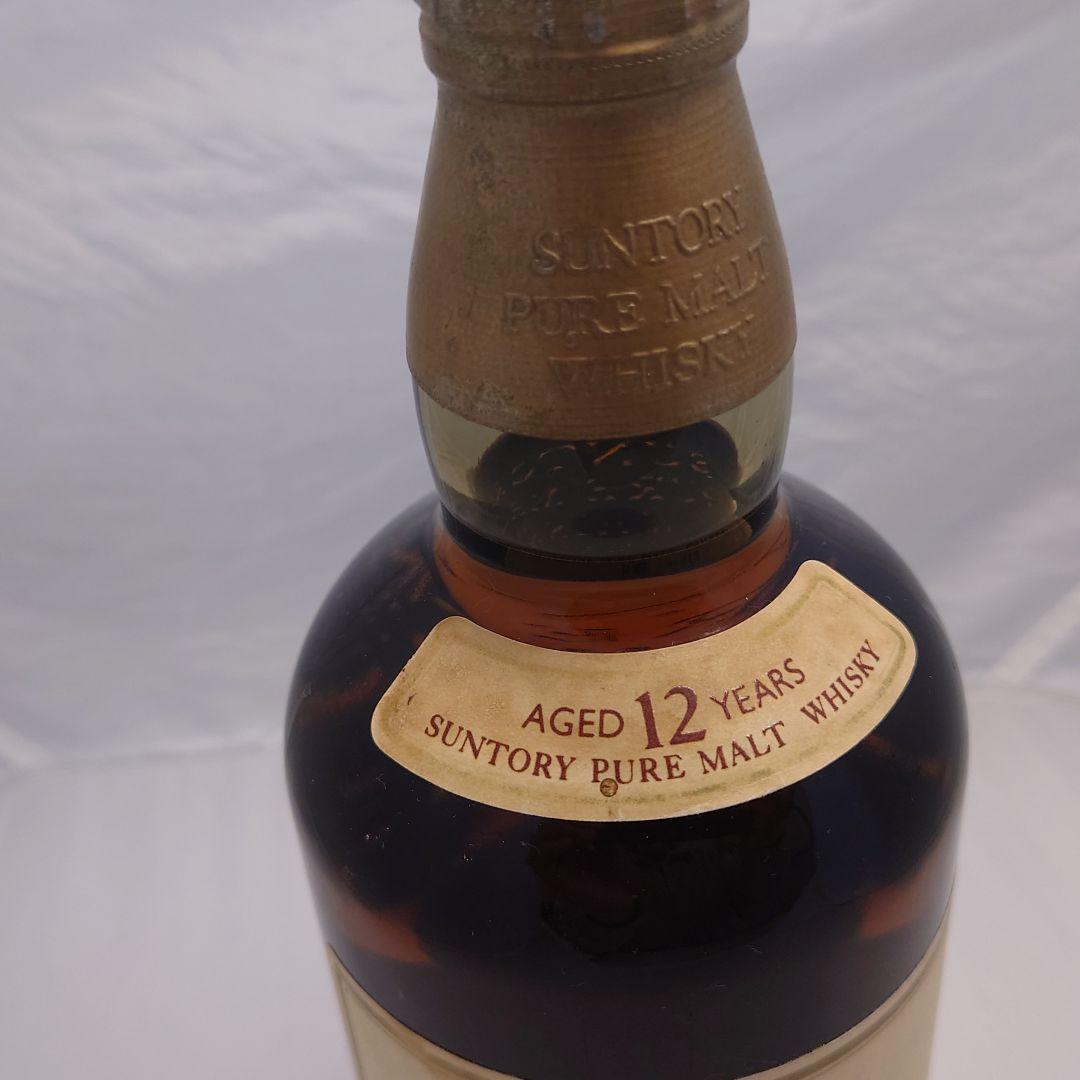 SUNTORY
PURE MALT
WHISKY
AGED 12 YEARS
SUNTORY PURE MALT WHISKY